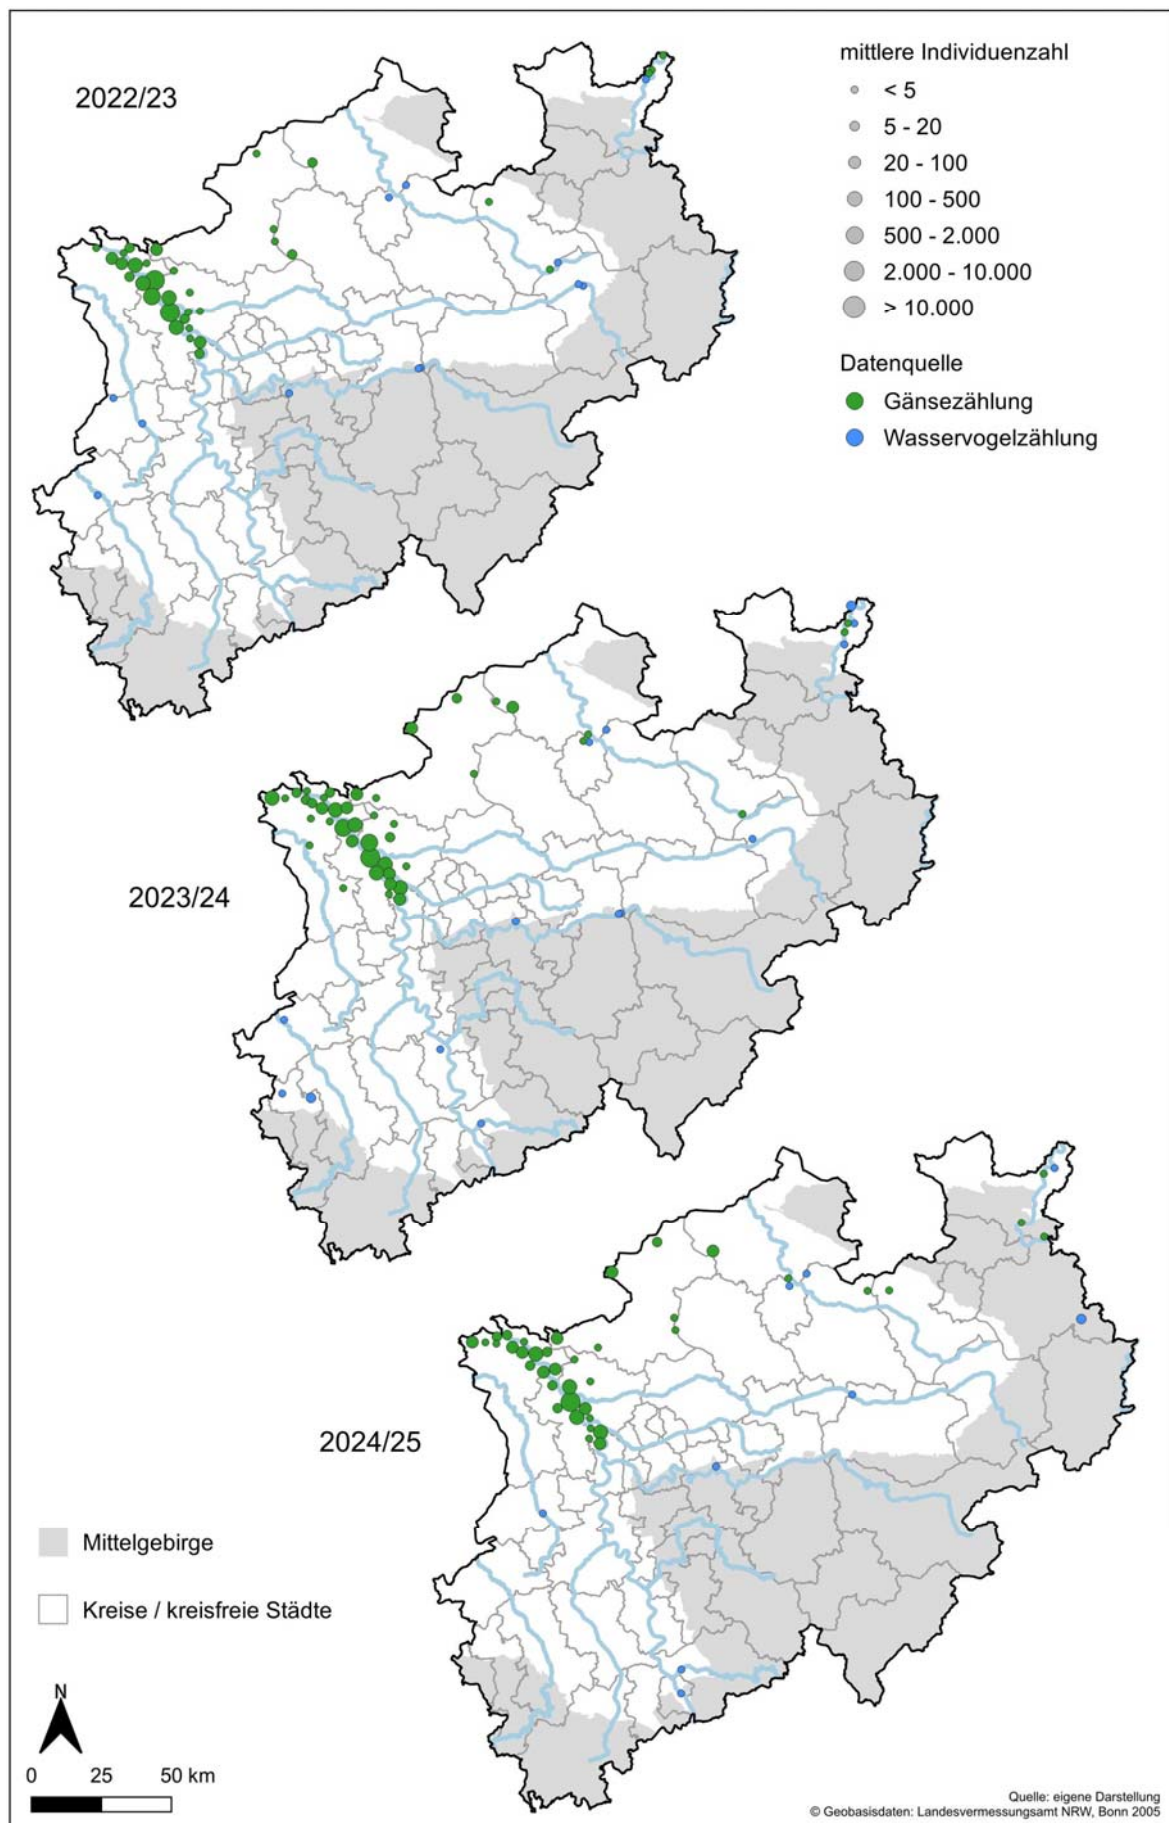 2022/23
mittlere Individuenzahl
< 5
5 - 20
20 - 100
100 - 500
500 - 2.000
2.000 - 10.000
> 10.000
Datenquelle
Gänsezählung
Wasservogelzählung
2023/24
2024/25
Mittelgebirge
Kreise / kreisfreie Städte
N
0 25 50 km
Quelle: eigene Darstellung
© Geobasisdaten: Landesvermessungsamt NRW, Bonn 2005